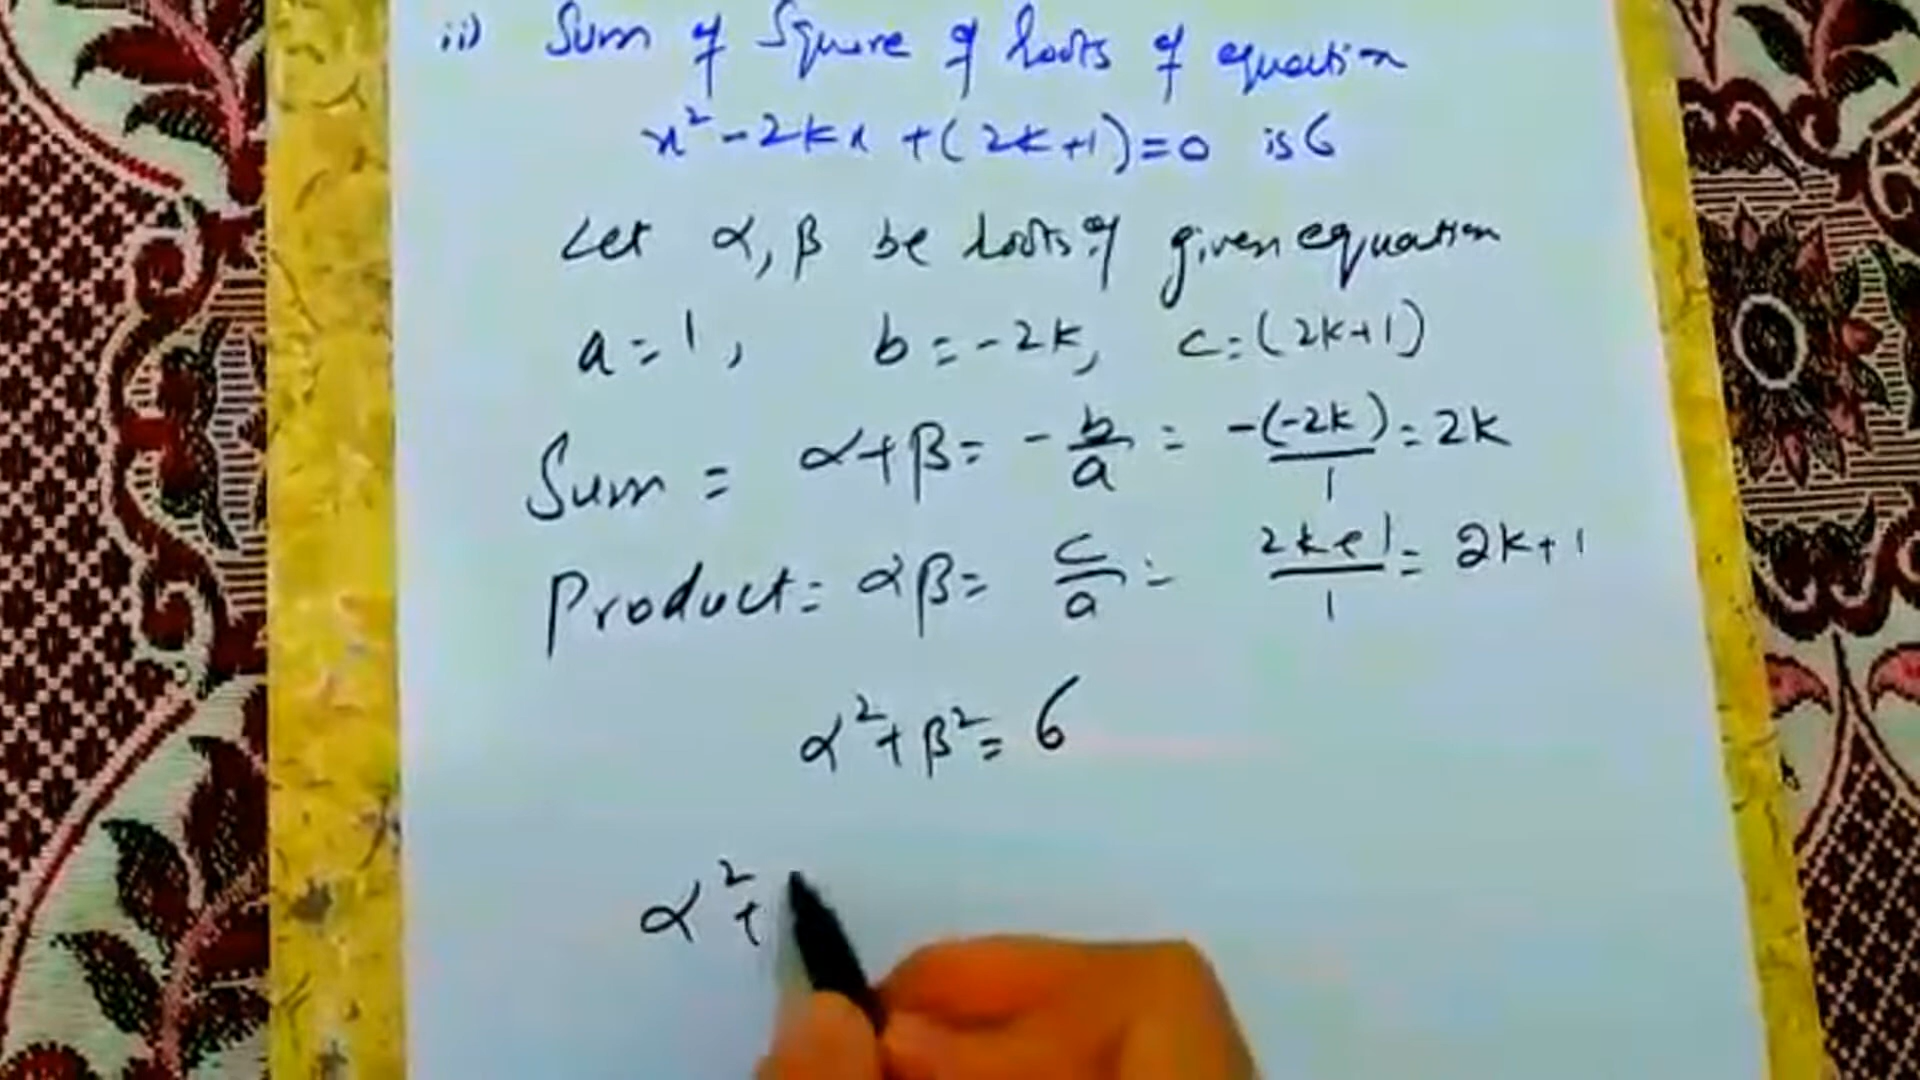 ii) Sum of Square of roots of equation
x² - 2kx + (2k+1) = 0 is 6
Let α, β be roots of given equation
a = 1, b = -2k, c = (2k+1)
Sum = α+β = - b/a = -(-2k)/1 = 2k
Product = αβ = c/a = 2k+1/1 = 2k+1
α² + β² = 6
α² +